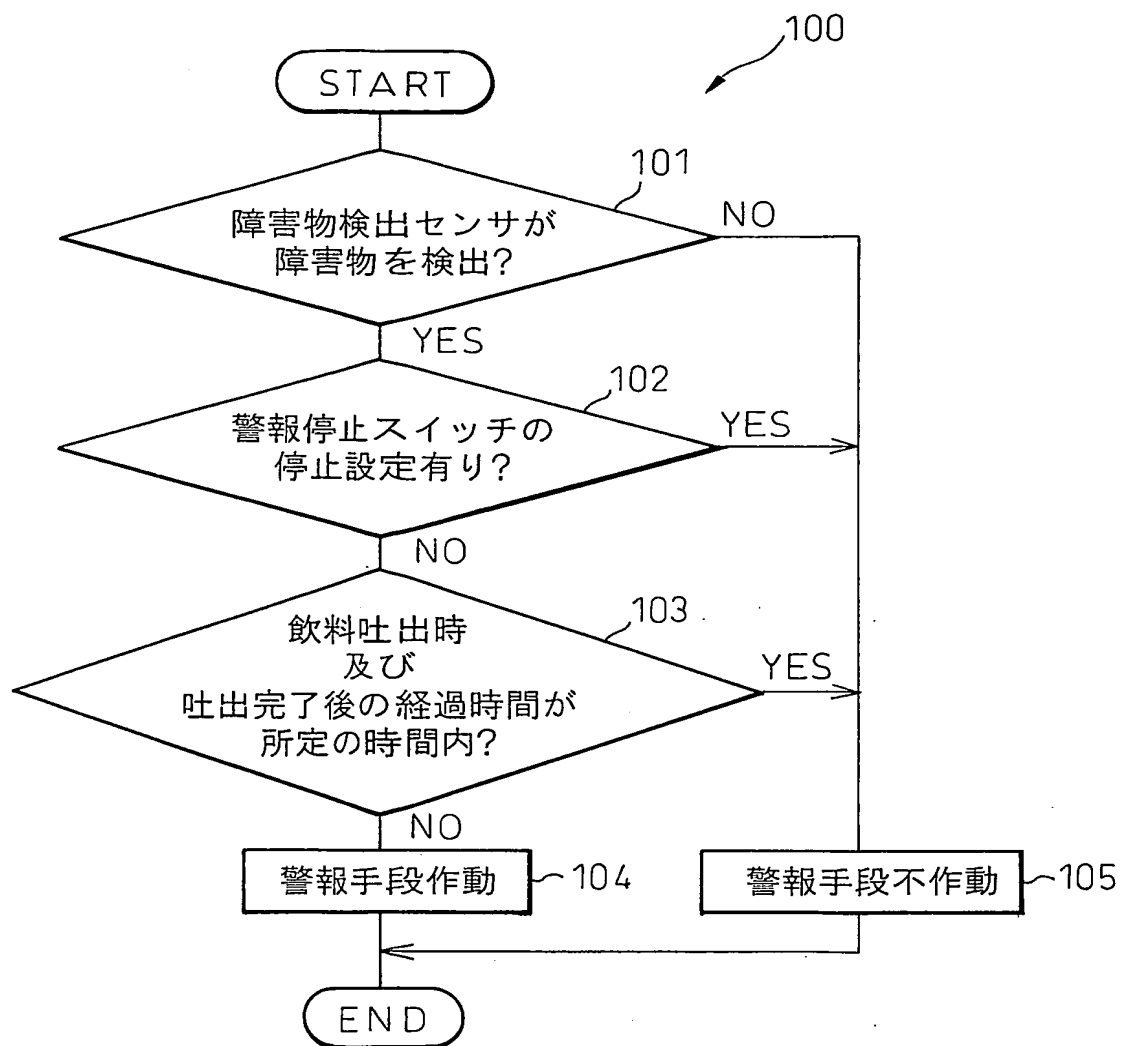 100
START
101
障害物検出センサが
障害物を検出?
NO
YES
102
警報停止スイッチの
停止設定有り?
YES
NO
103
飲料吐出時
及び
吐出完了後の経過時間が
所定の時間内?
YES
NO
警報手段作動
104
警報手段不作動
105
END